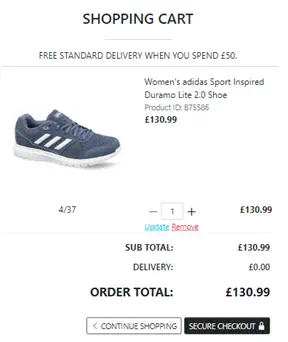 SHOPPING CART
FREE STANDARD DELIVERY WHEN YOU SPEND £50.
Women's adidas Sport Inspired
Duramo Lite 2.0 Shoe
Product ID: 875586
£130.99
4/37
— 1 +
£130.99
Update Remove
SUB TOTAL: £130.99
DELIVERY: £0.00
ORDER TOTAL: £130.99
< CONTINUE SHOPPING
SECURE CHECKOUT